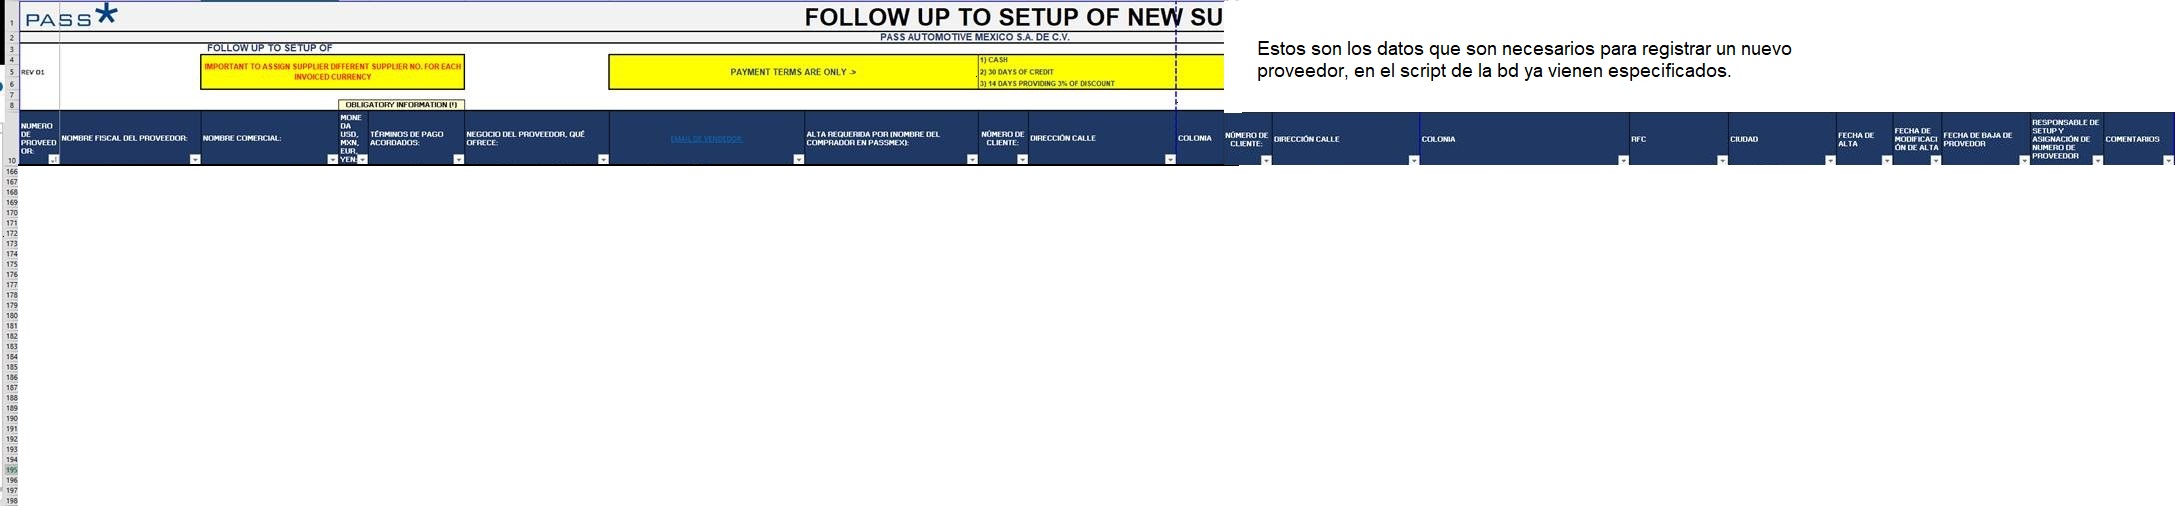 PASS
FOLLOW UP TO SETUP OF NEW SU
PASS AUTOMOTIVE MEXICO S.A. DE C.V.
FOLLOW UP TO SETUP OF
REV 01
IMPORTANT TO ASSIGN SUPPLIER DIFFERENT SUPPLIER NO. FOR EACH
INVOICED CURRENCY
PAYMENT TERMS ARE ONLY ->
1) CASH
2) 30 DAYS OF CREDIT
3) 14 DAYS PROVIDING 3% OF DISCOUNT
Estos son los datos que son necesarios para registrar un nuevo
proveedor, en el script de la bd ya vienen especificados.
OBLIGATORY INFORMATION (!)
NUMERO
DE
PROVEED
OR:
NOMBRE FISCAL DEL PROVEEDOR:
NOMBRE COMERCIAL:
MONE
DA
USD,
MXN,
EUR,
YEN:
TÉRMINOS DE PAGO
ACORDADOS:
NEGOCIO DEL PROVEEDOR, QUÉ
OFRECE:
EMAIL DE VENDEDOR:
ALTA REQUERIDA POR (NOMBRE DEL
COMPRADOR EN PASSMEX):
NÚMERO DE
CLIENTE:
DIRECCIÓN CALLE
COLONIA
NÚMERO DE
CLIENTE:
DIRECCIÓN CALLE
COLONIA
RFC
CIUDAD
FECHA DE
ALTA
FECHA DE
MODIFICACI
ÓN DE ALTA
FECHA DE BAJA DE
PROVEDOR
RESPONSABLE DE
SETUP Y
ASIGNACIÓN DE
NUMERO DE
PROVEEDOR
COMENTARIOS
1
2
3
4
5
6
7
8
10
166
167
168
169
170
171
172
173
174
175
176
177
178
179
180
181
182
183
184
185
186
187
188
189
190
191
192
193
194
195
196
197
198